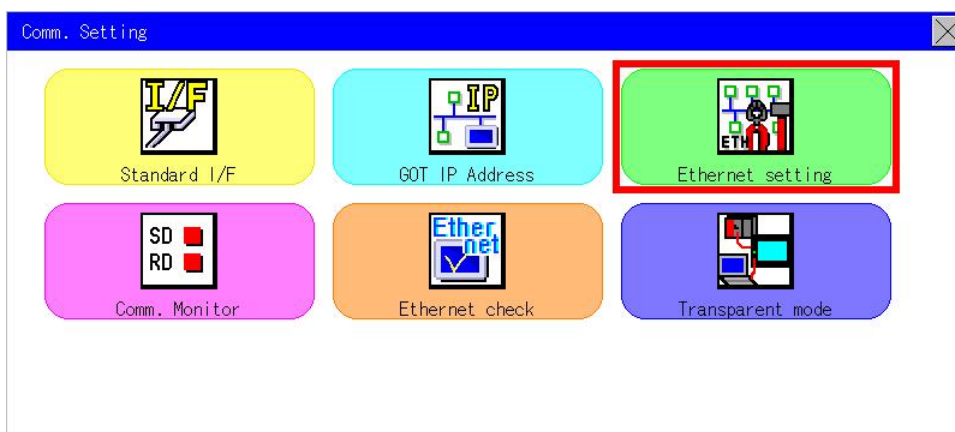 Comm. Setting
I/F
IP
ETH
Standard I/F
GOT IP Address
Ethernet setting
SD
RD
Ether
net
Comm. Monitor
Ethernet check
Transparent mode